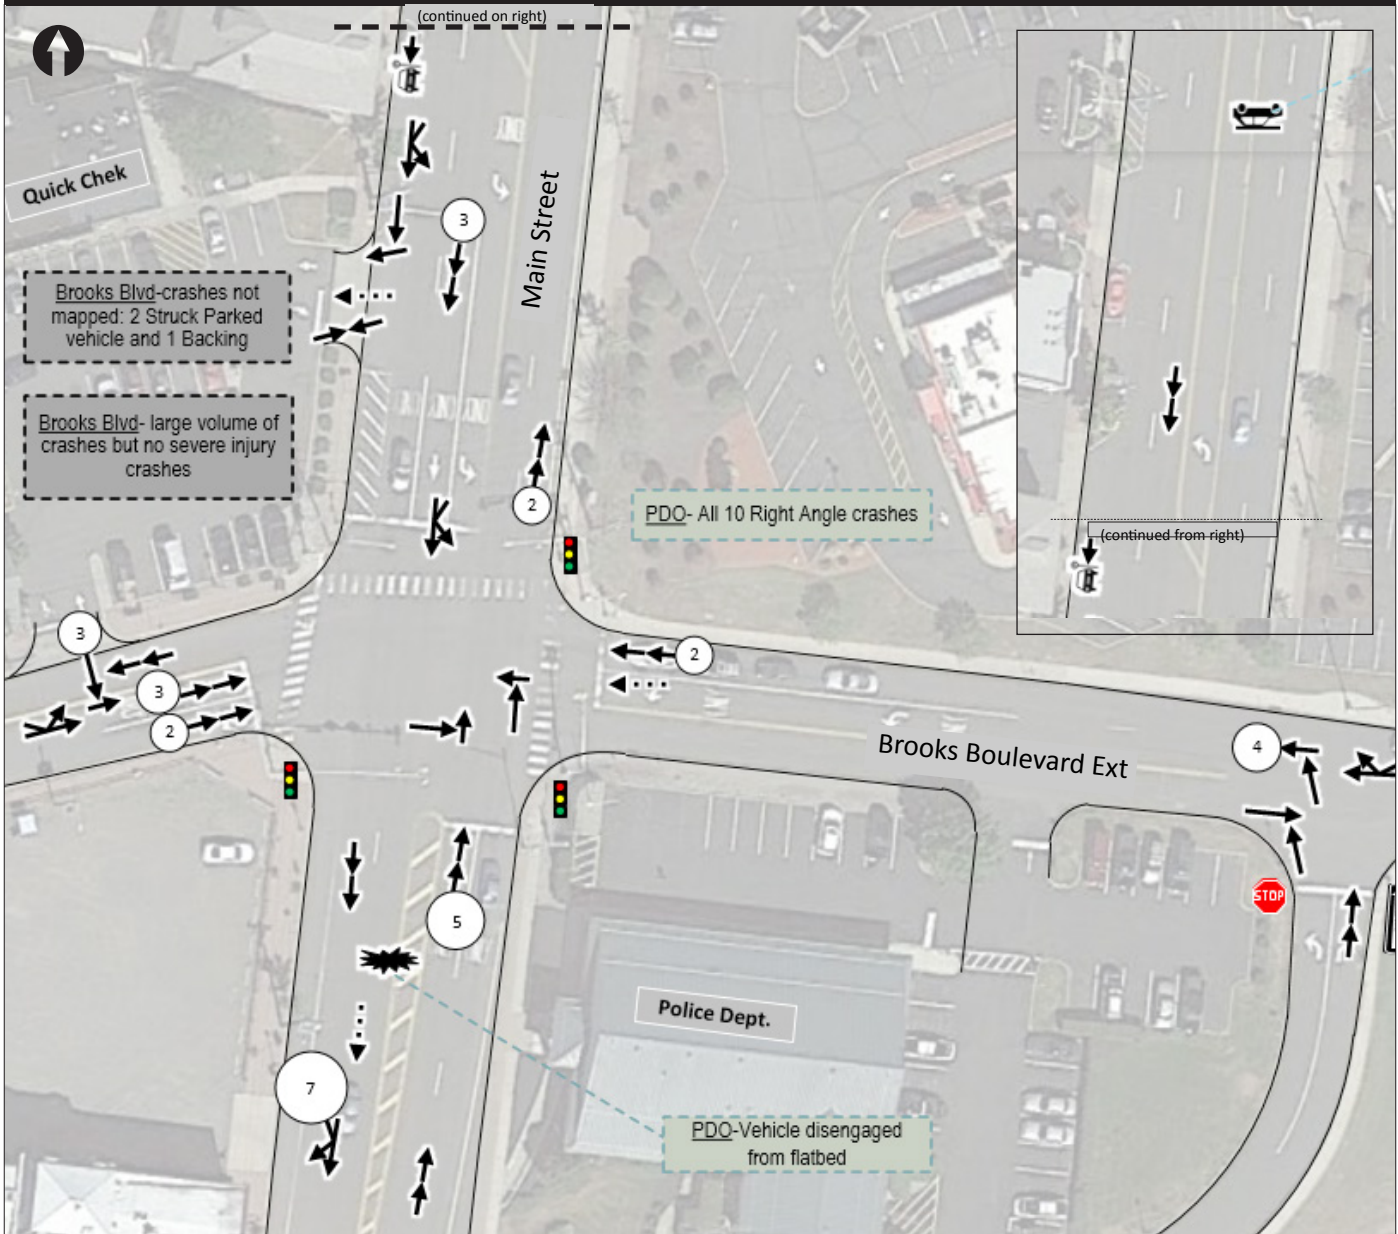 (continued on right)
Quick Chek
3
Main Street
Brooks Blvd-crashes not
mapped: 2 Struck Parked
vehicle and 1 Backing
Brooks Blvd- large volume of
crashes but no severe injury
crashes
2
PDO- All 10 Right Angle crashes
(continued from right)
3
2
3
2
Brooks Boulevard Ext
4
STOP
5
Police Dept.
7
PDO-Vehicle disengaged
from flatbed